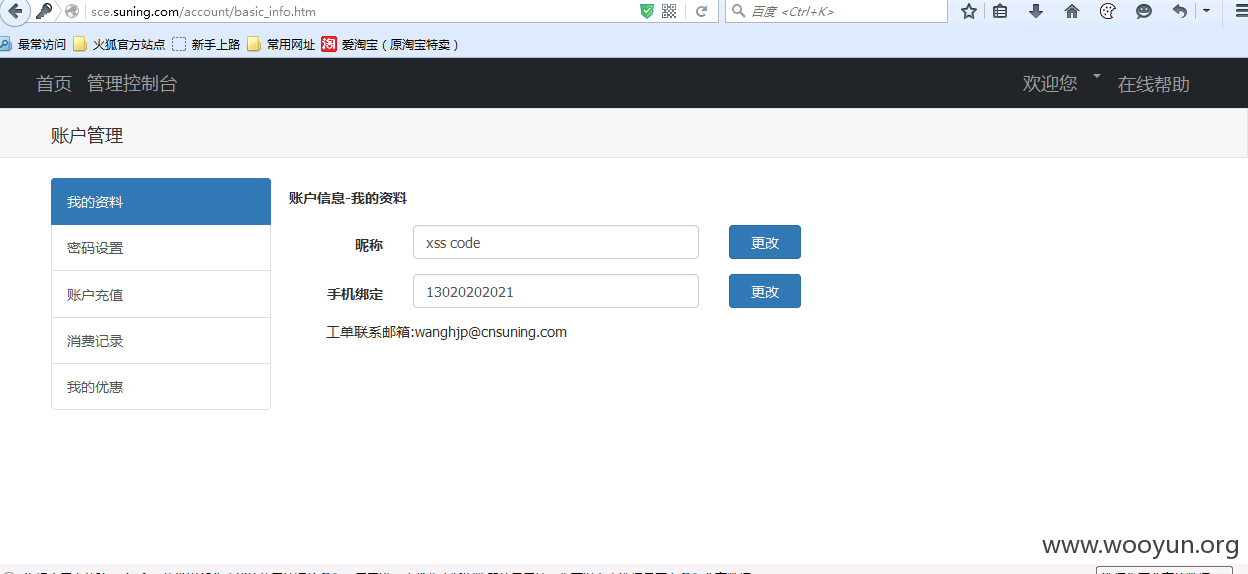 sce.suning.com/account/basic_info.htm
百度 <Ctrl+K>
最常访问 火狐官方站点 新手上路 常用网址 淘 爱淘宝（原淘宝特卖）
首页 管理控制台 欢迎您 在线帮助
账户管理
我的资料
密码设置
账户充值
消费记录
我的优惠
账户信息-我的资料
昵称 xss code 更改
手机绑定 13020202021 更改
工单联系邮箱:wanghjp@cnsuning.com
www.wooyun.org